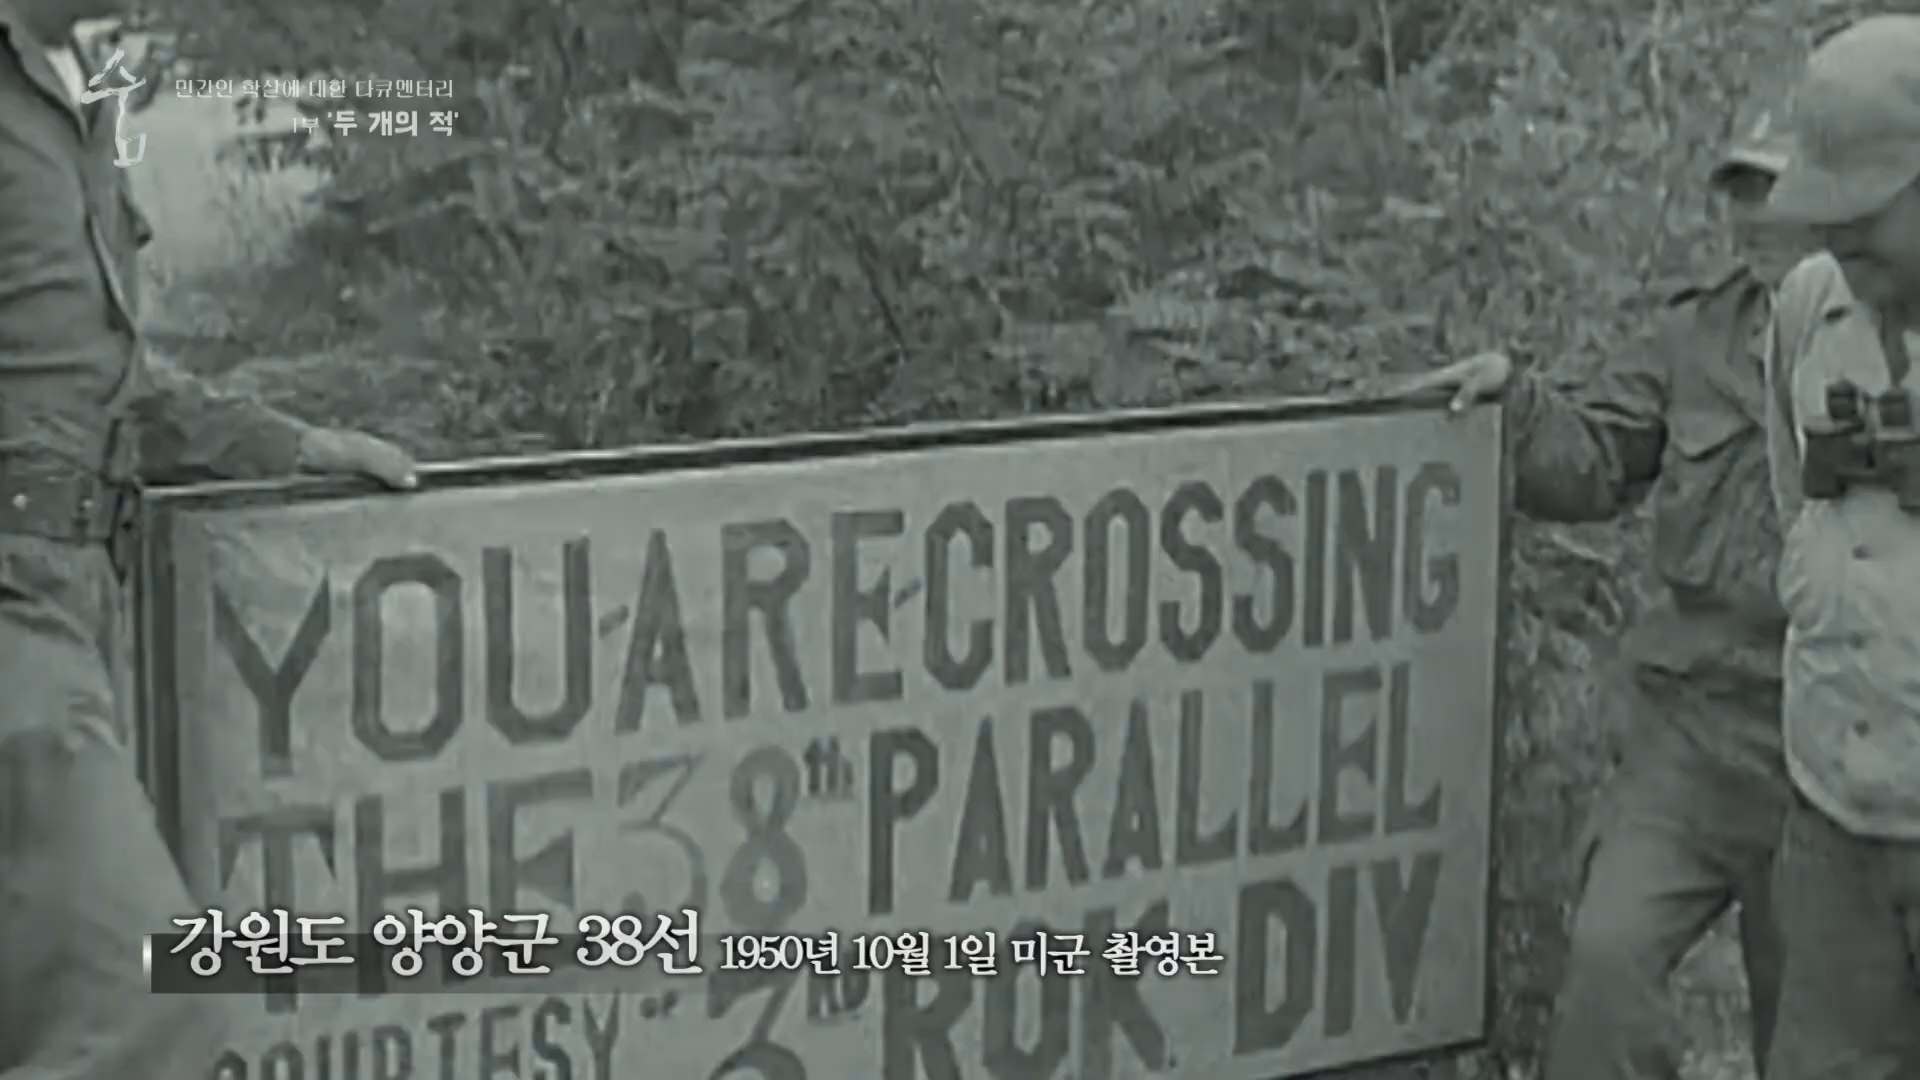 숨
민간인 학살에 대한 다큐멘터리
1부 '두 개의 적'
YOU-ARE-CROSSING
THE 38th PARALLEL
COURTESY OF 3RD ROK DIV
강원도 양양군 38선 1950년 10월 1일 미군 촬영본